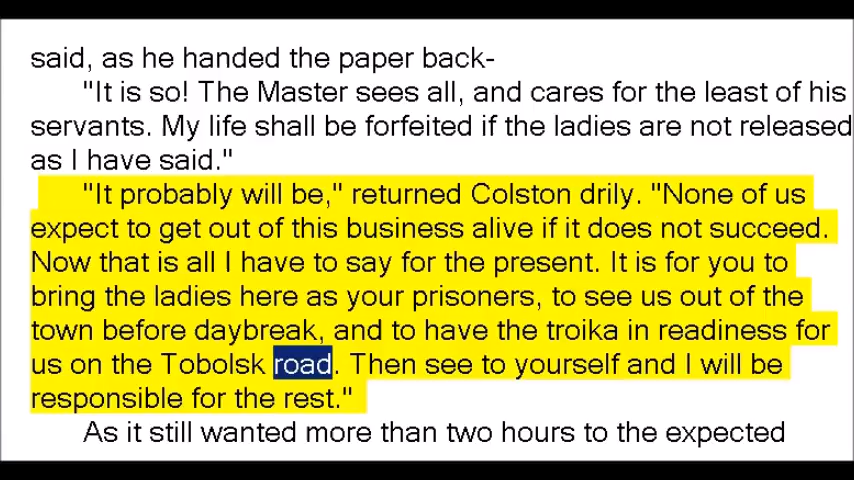 said, as he handed the paper back-
"It is so! The Master sees all, and cares for the least of his
servants. My life shall be forfeited if the ladies are not released
as I have said."
"It probably will be," returned Colston drily. "None of us
expect to get out of this business alive if it does not succeed.
Now that is all I have to say for the present. It is for you to
bring the ladies here as your prisoners, to see us out of the
town before daybreak, and to have the troika in readiness for
us on the Tobolsk road. Then see to yourself and I will be
responsible for the rest."
As it still wanted more than two hours to the expected